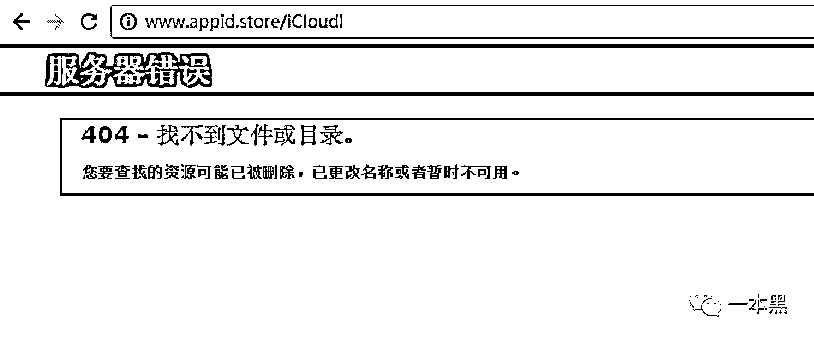 www.appid.store/iCloudl
服务器错误
404 - 找不到文件或目录。
您要查找的资源可能已被删除，已更改名称或者暂时不可用。
一本黑